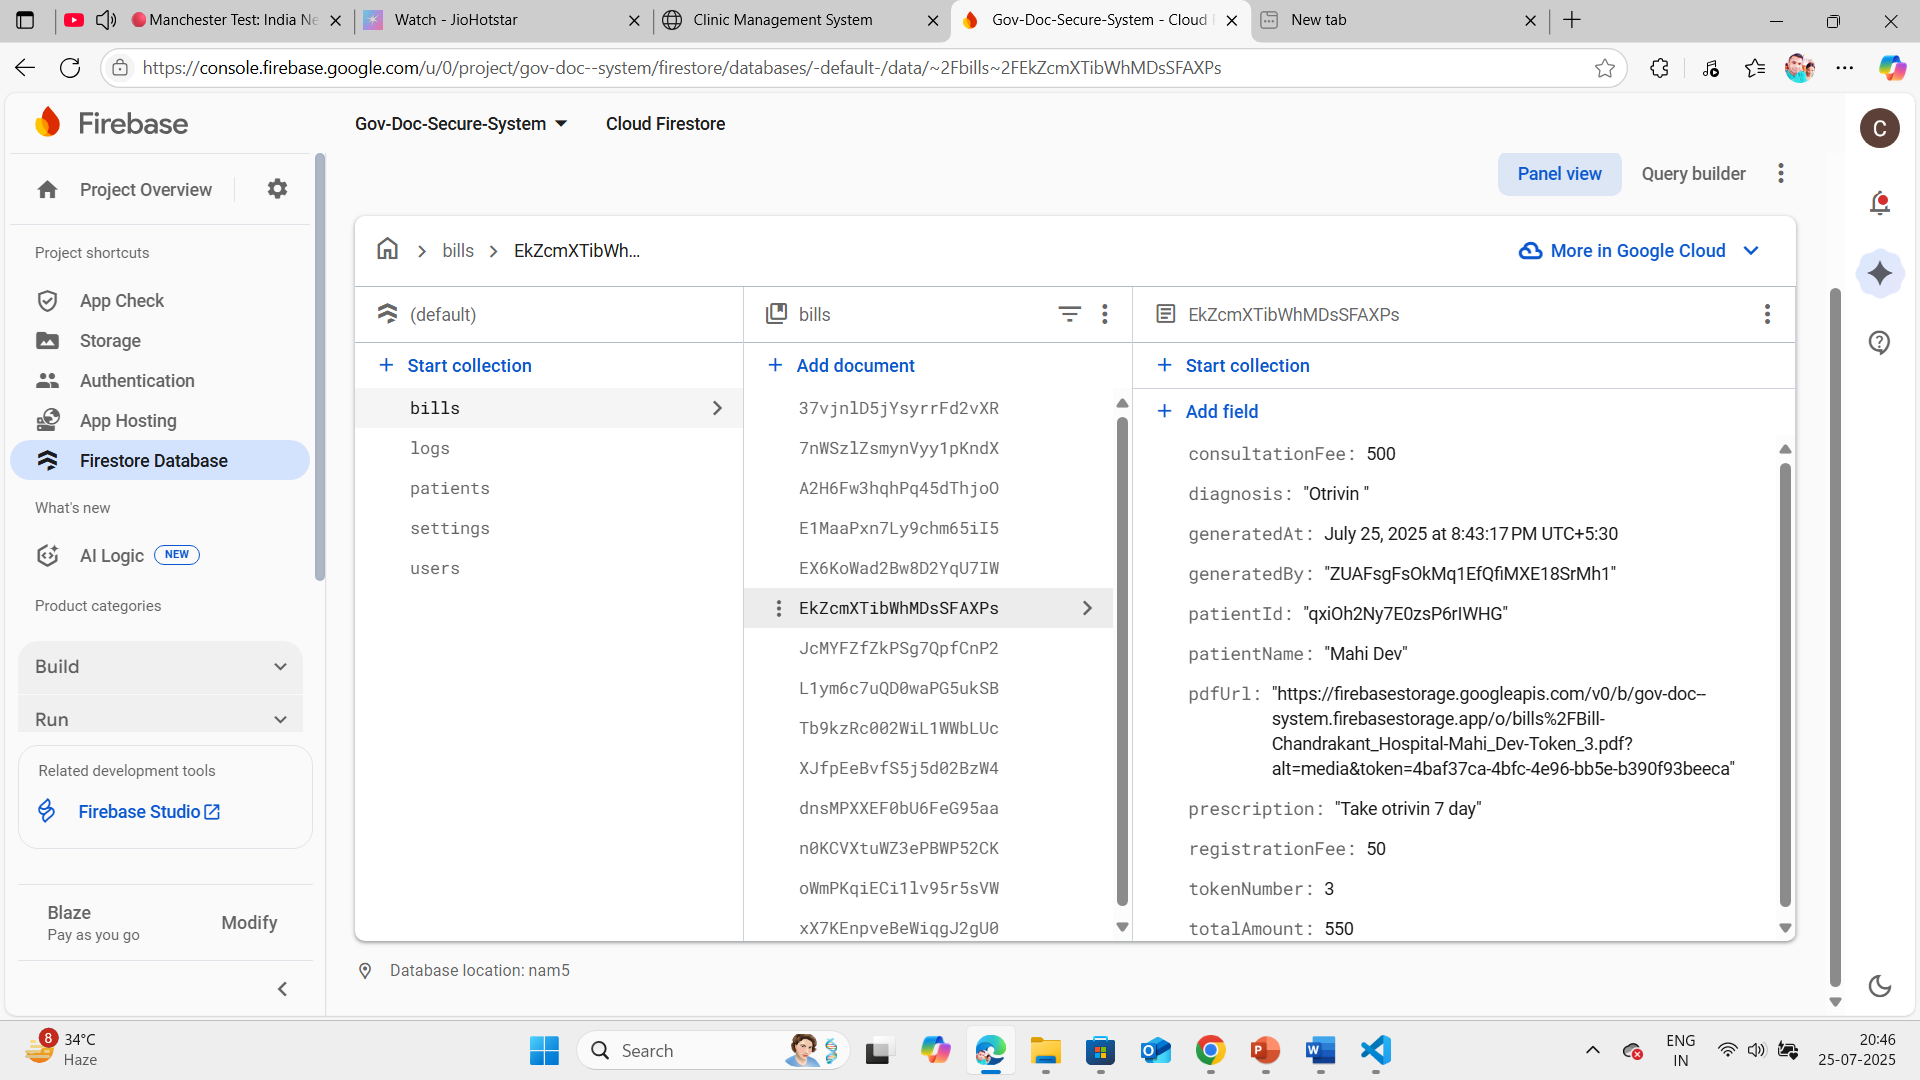 Manchester Test: India Ne
Watch - JioHotstar
Clinic Management System
Gov-Doc-Secure-System - Cloud
New tab
https://console.firebase.google.com/u/0/project/gov-doc--system/firestore/databases/-default-/data/~2Fbills~2FEkZcmXTibWhMDsSFAXPs
Firebase
Gov-Doc-Secure-System
Cloud Firestore
C
Project Overview
Panel view
Query builder
Project shortcuts
App Check
Storage
Authentication
App Hosting
Firestore Database
What's new
AI Logic NEW
Product categories
Build
Run
Related development tools
Firebase Studio
Blaze
Pay as you go
Modify
bills
EkZcmXTibWh...
More in Google Cloud
(default)
Start collection
bills
logs
patients
settings
users
bills
Add document
37vjnlD5jYsyrrFd2vXR
7nWSzlZsmynVyy1pKndX
A2H6Fw3hqhPq45dThjoO
E1MaaPxn7Ly9chm65iI5
EX6KoWad2Bw8D2YqU7IW
EkZcmXTibWhMDsSFAXPs
JcMYFZfZkPSg7QpfCnP2
L1ym6c7uQD0waPG5ukSB
Tb9kzRc002WiL1WWbLUc
XJfpEeBvfS5j5d02BzW4
dnsMPXXEF0bU6FeG95aa
n0KCVXtuWZ3ePBWP52CK
oWmPKqiECi1lv95r5sVW
xX7KEnpveBeWiqgJ2gU0
EkZcmXTibWhMDsSFAXPs
Start collection
Add field
consultationFee: 500
diagnosis: "Otrivin "
generatedAt: July 25, 2025 at 8:43:17 PM UTC+5:30
generatedBy: "ZUAFsgFsOkMq1EfQfiMXE18SrMh1"
patientId: "qxiOh2Ny7E0zsP6rIWHG"
patientName: "Mahi Dev"
pdfUrl: "https://firebasestorage.googleapis.com/v0/b/gov-doc--
system.firebasestorage.app/o/bills%2FBill-
Chandrakant_Hospital-Mahi_Dev-Token_3.pdf?
alt=media&token=4baf37ca-4bfc-4e96-bb5e-b390f93beeca"
prescription: "Take otrivin 7 day"
registrationFee: 50
tokenNumber: 3
totalAmount: 550
Database location: nam5
8
34°C
Haze
Search
ENG
IN
20:46
25-07-2025